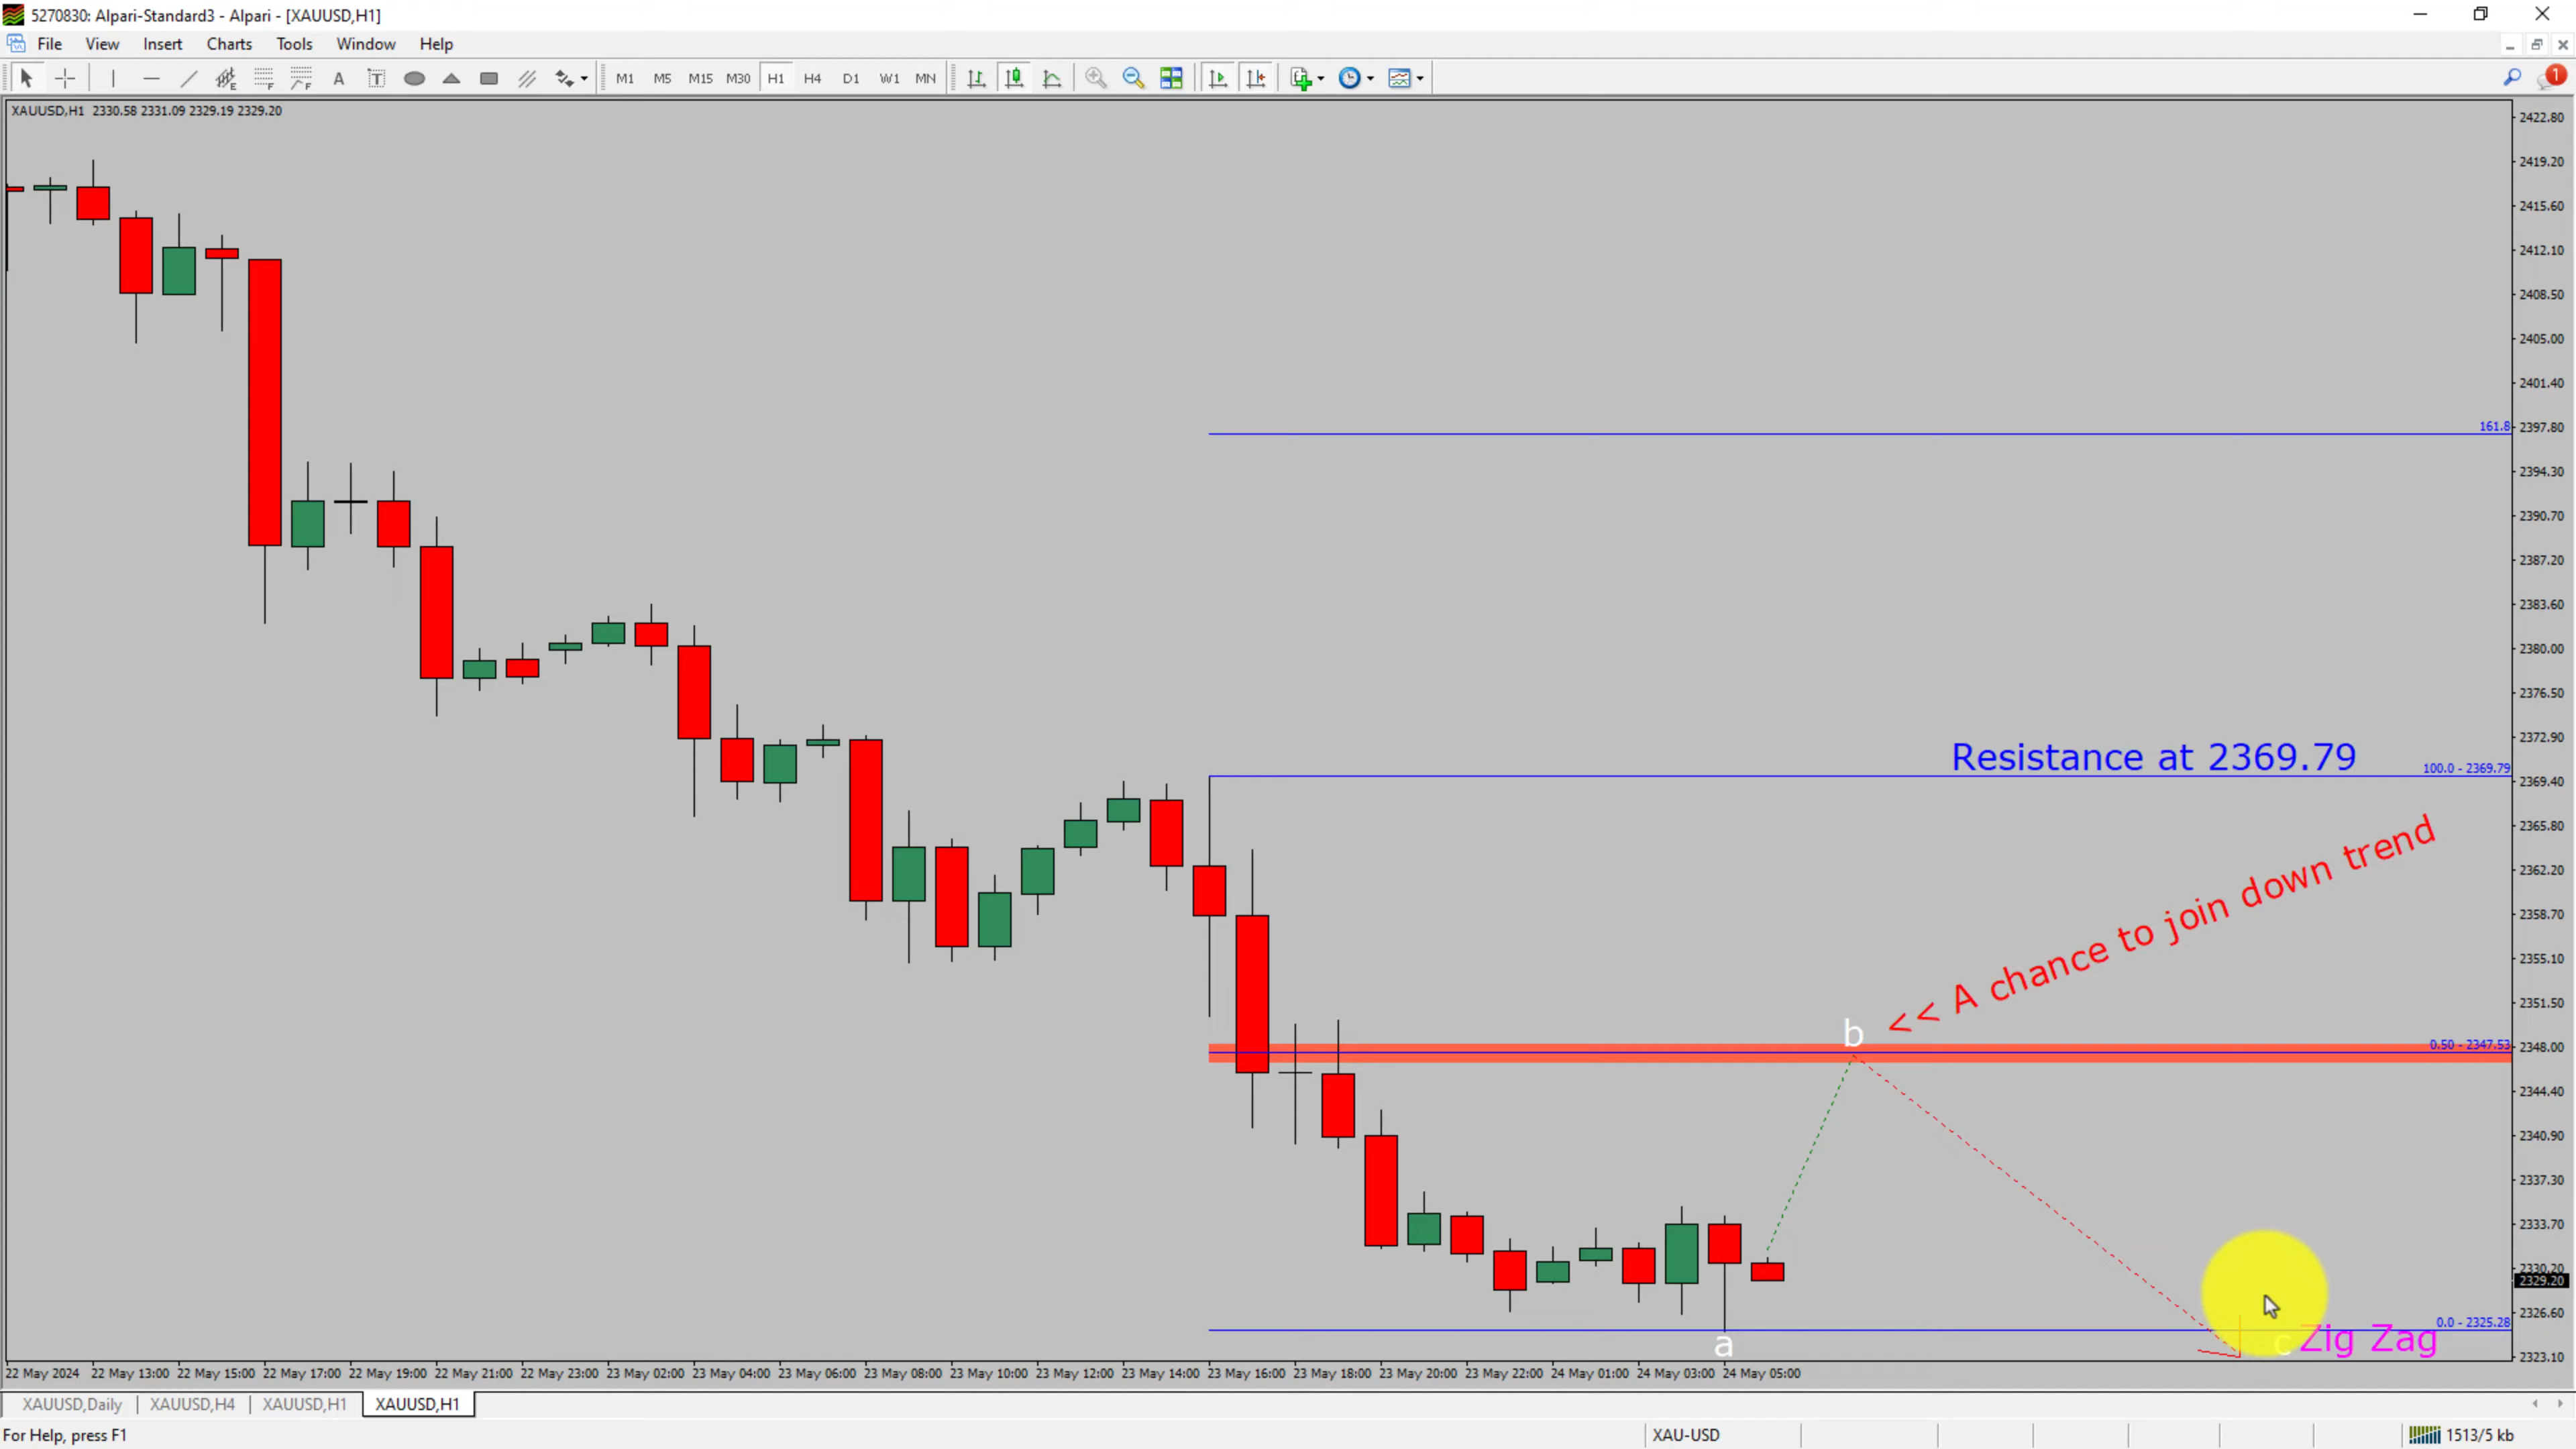 5270830: Alpari-Standard3 - Alpari - [XAUUSD,H1]
File View Insert Charts Tools Window Help
A T M1 M5 M15 M30 H1 H4 D1 W1 MN 1
XAUUSD,H1 2330.58 2331.09 2329.19 2329.20
2422.80
2419.20
2415.60
2412.10
2408.50
2405.00
2401.40
161.8
2397.80
2394.30
2390.70
2387.20
2383.60
2380.00
2376.50
2372.90
Resistance at 2369.79
100.0 - 2369.79
2369.40
2365.80
<< A chance to join down trend
2362.20
2358.70
2355.10
2351.50
b
0.50 - 2347.53
2348.00
2344.40
2340.90
2337.30
2333.70
2330.20
2329.20
2326.60
0.0 - 2325.28
a
c Zig Zag
2323.10
22 May 2024 22 May 13:00 22 May 15:00 22 May 17:00 22 May 19:00 22 May 21:00 22 May 23:00 23 May 02:00 23 May 04:00 23 May 06:00 23 May 08:00 23 May 10:00 23 May 12:00 23 May 14:00 23 May 16:00 23 May 18:00 23 May 20:00 23 May 22:00 24 May 01:00 24 May 03:00 24 May 05:00
XAUUSD,Daily XAUUSD,H4 XAUUSD,H1 XAUUSD,H1
For Help, press F1 XAU-USD 1513/5 kb